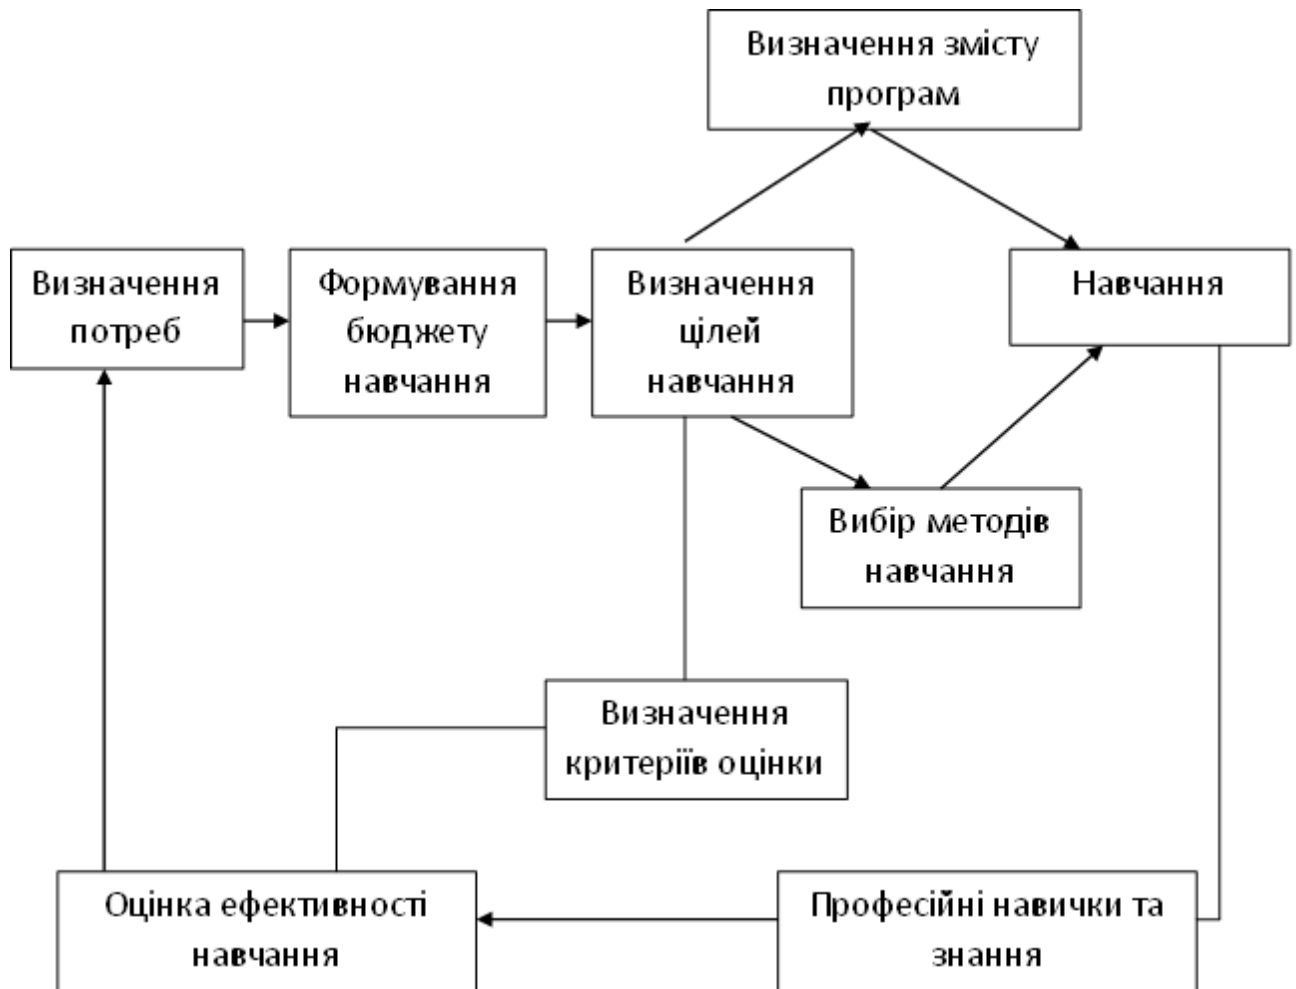 Визначення змісту
програм
Визначення
потреб
Формування
бюджету
навчання
Визначення
цілей
навчання
Навчання
Вибір методів
навчання
Визначення
критеріїв оцінки
Оцінка ефективності
навчання
Професійні навички та
знання